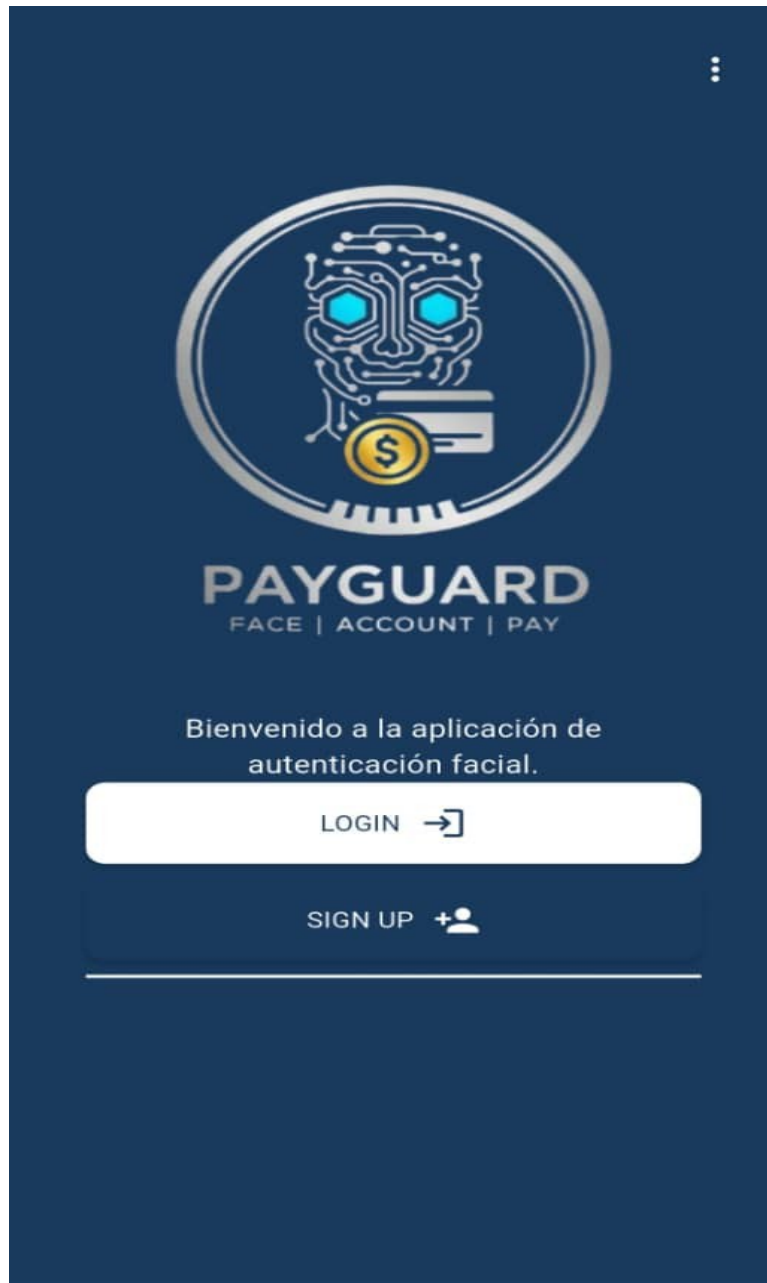 $
PAYGUARD
FACE | ACCOUNT | PAY
Bienvenido a la aplicación de
autenticación facial.
LOGIN
SIGN UP